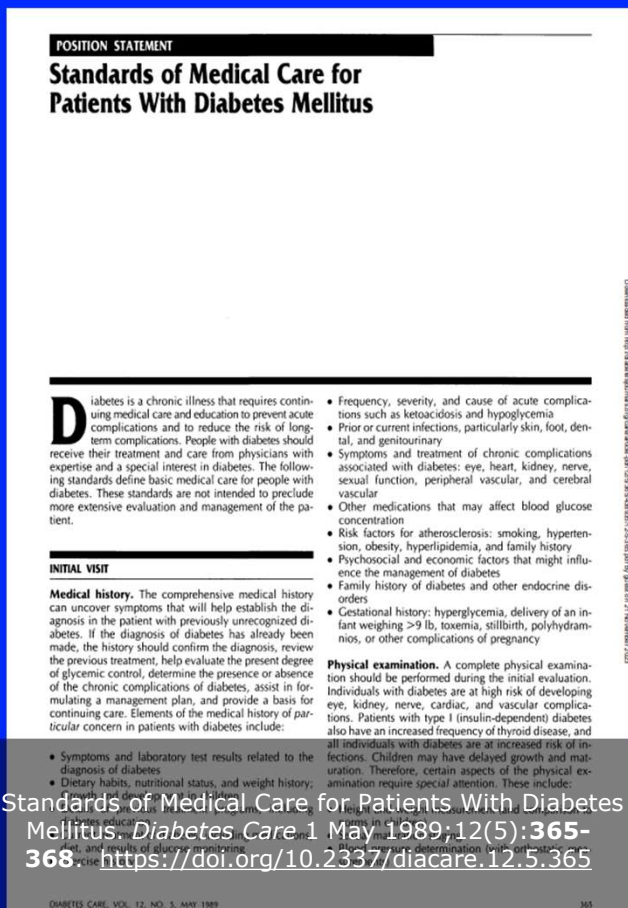 POSITION STATEMENT
Standards of Medical Care for
Patients With Diabetes Mellitus
Diabetes is a chronic illness that requires contin-
uing medical care and education to prevent acute
complications and to reduce the risk of long-
term complications. People with diabetes should
receive their treatment and care from physicians with
expertise and a special interest in diabetes. The follow-
ing standards define basic medical care for people with
diabetes. These standards are not intended to preclude
more extensive evaluation and management of the pa-
tient.
INITIAL VISIT
Medical history. The comprehensive medical history
can uncover symptoms that will help establish the di-
agnosis in the patient with previously unrecognized di-
abetes. If the diagnosis of diabetes has already been
made, the history should confirm the diagnosis, review
the previous treatment, help evaluate the present degree
of glycemic control, determine the presence or absence
of the chronic complications of diabetes, assist in for-
mulating a management plan, and provide a basis for
continuing care. Elements of the medical history of par-
ticular concern in patients with diabetes include:
• Symptoms and laboratory test results related to the
diagnosis of diabetes
• Dietary habits, nutritional status, and weight history;
diet, and results of glucose monitoring
• Frequency, severity, and cause of acute complica-
tions such as ketoacidosis and hypoglycemia
• Prior or current infections, particularly skin, foot, den-
tal, and genitourinary
• Symptoms and treatment of chronic complications
associated with diabetes: eye, heart, kidney, nerve,
sexual function, peripheral vascular, and cerebral
vascular
• Other medications that may affect blood glucose
concentration
• Risk factors for atherosclerosis: smoking, hyperten-
sion, obesity, hyperlipidemia, and family history
• Psychosocial and economic factors that might influ-
ence the management of diabetes
• Family history of diabetes and other endocrine dis-
orders
• Gestational history: hyperglycemia, delivery of an in-
fant weighing >9 lb, toxemia, stillbirth, polyhydram-
nios, or other complications of pregnancy
Physical examination. A complete physical examina-
tion should be performed during the initial evaluation.
Individuals with diabetes are at high risk of developing
eye, kidney, nerve, cardiac, and vascular complica-
tions. Patients with type I (insulin-dependent) diabetes
also have an increased frequency of thyroid disease, and
all individuals with diabetes are at increased risk of in-
fections. Children may have delayed growth and mat-
uration. Therefore, certain aspects of the physical ex-
amination require special attention. These include:
Standards of Medical Care for Patients With Diabetes
Mellitus. Diabetes Care 1 May 1989;12(5):365-
368. https://doi.org/10.2337/diacare.12.5.365
DIABETES CARE, VOL. 12, NO. 5, MAY 1989
365